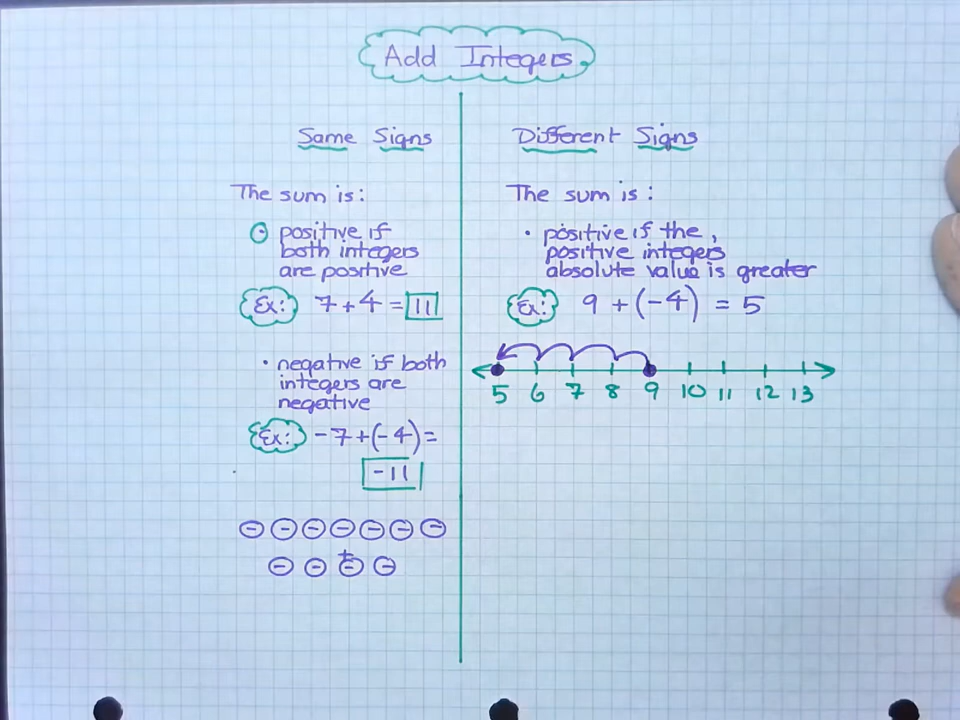 Add Integers
Same Signs
The sum is:
positive if
both integers
are positive
Ex: 7 + 4 = 11
• negative if both
integers are
negative
Ex: -7 + (-4) =
-11
- - - - - - -
+
- - - -
Different Signs
The sum is:
• positive if the ,
positive integers
absolute value is greater
Ex: 9 + (-4) = 5
5 6 7 8 9 10 11 12 13